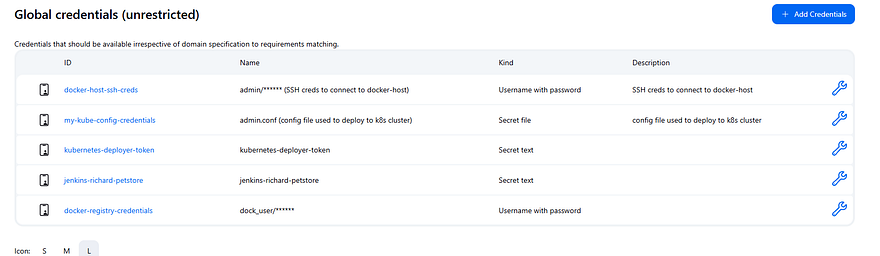 Global credentials (unrestricted)
+ Add Credentials
Credentials that should be available irrespective of domain specification to requirements matching.
ID Name Kind Description
docker-host-ssh-creds admin/****** (SSH creds to connect to docker-host) Username with password SSH creds to connect to docker-host
my-kube-config-credentials admin.conf (config file used to deploy to k8s cluster) Secret file config file used to deploy to k8s cluster
kubernetes-deployer-token kubernetes-deployer-token Secret text
jenkins-richard-petstore jenkins-richard-petstore Secret text
docker-registry-credentials dock_user/****** Username with password
Icon: S M L